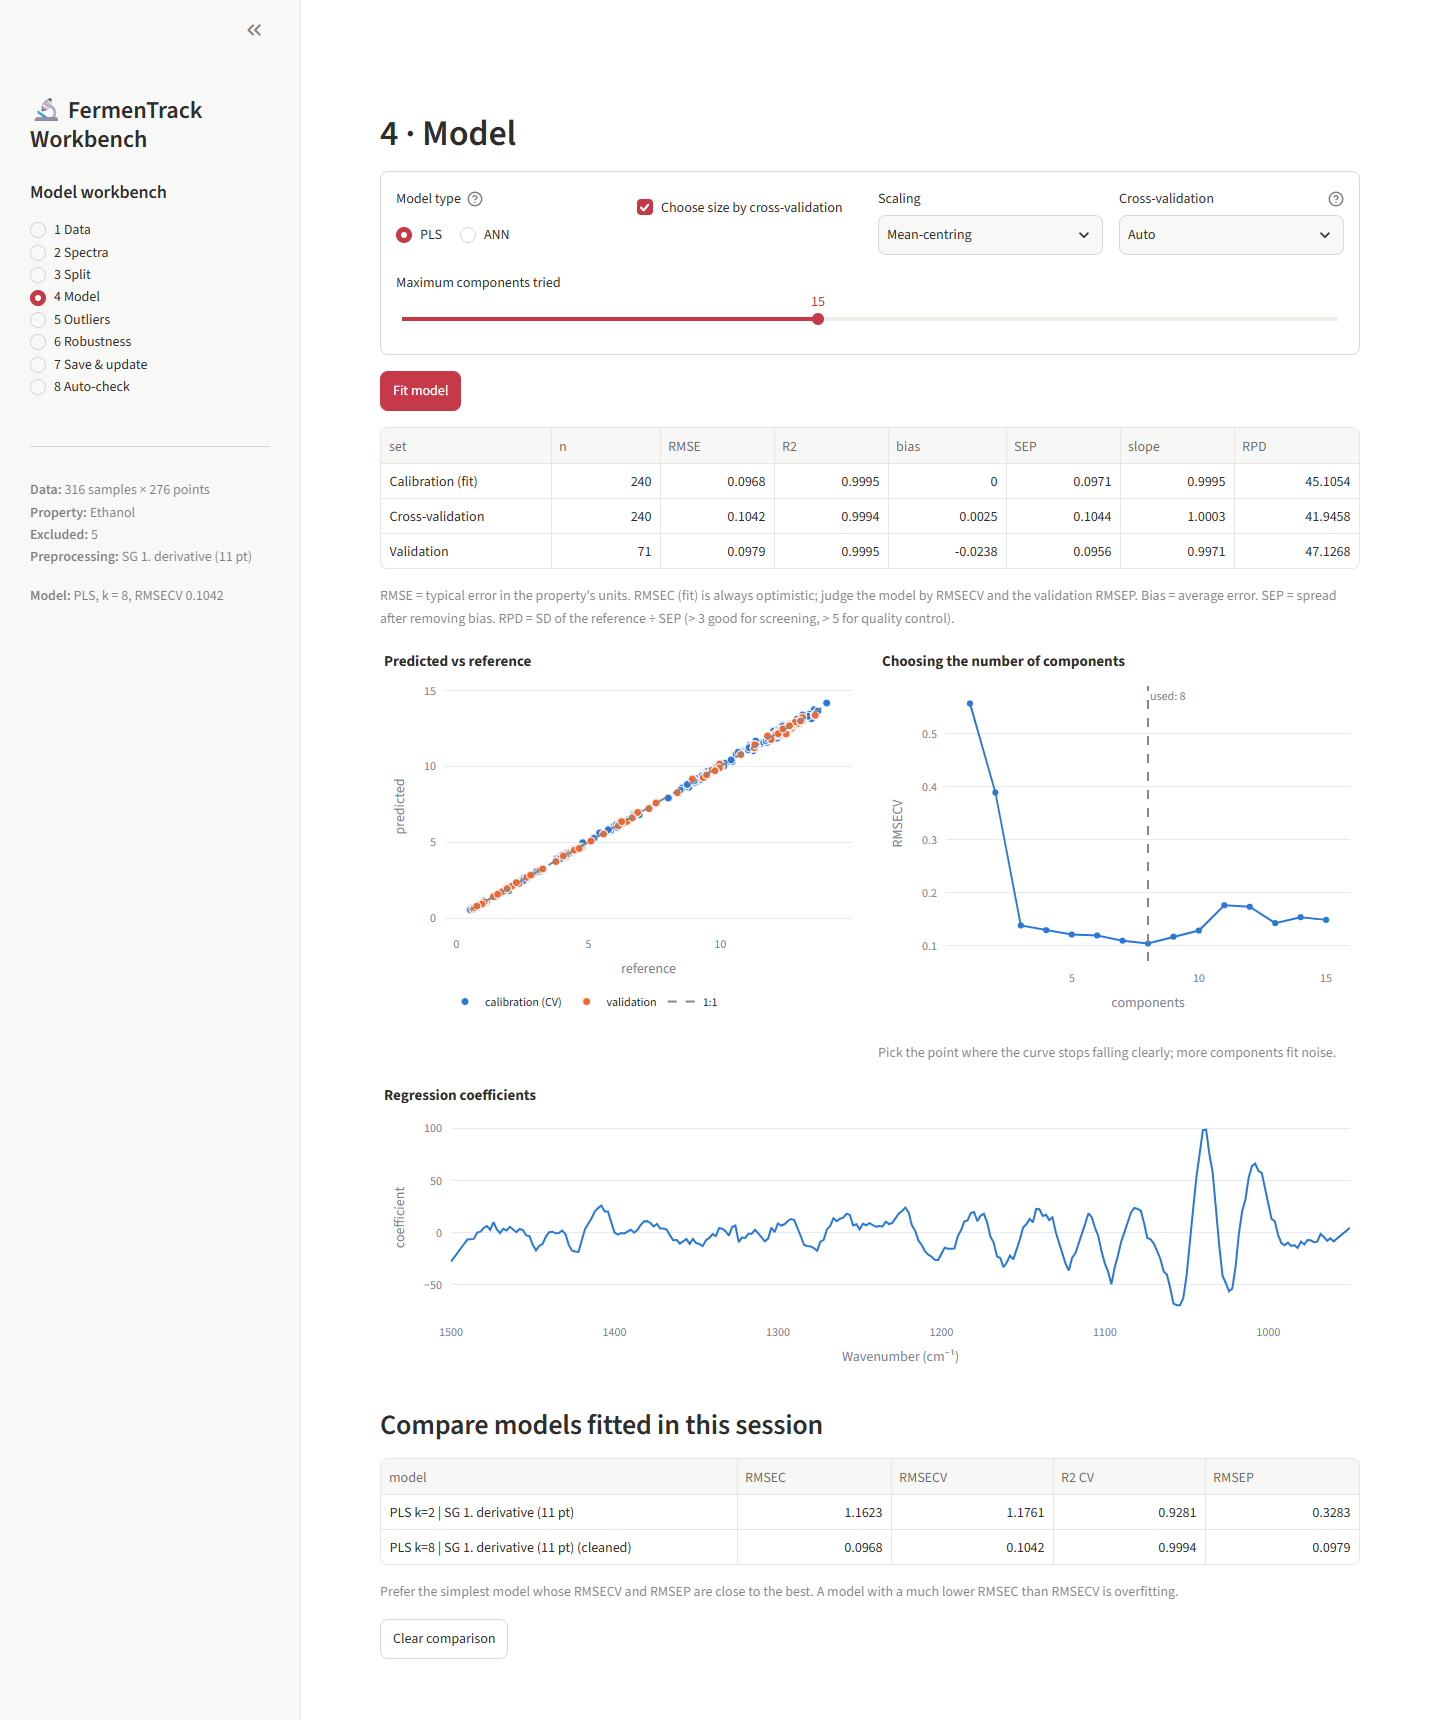 FermenTrack
Workbench
Model workbench
1 Data
2 Spectra
3 Split
4 Model
5 Outliers
6 Robustness
7 Save & update
8 Auto-check
Data: 316 samples × 276 points
Property: Ethanol
Excluded: 5
Preprocessing: SG 1. derivative (11 pt)
Model: PLS, k = 8, RMSECV 0.1042
4 · Model
Model type
PLS ANN
Choose size by cross-validation
Scaling
Mean-centring
Cross-validation
Auto
Maximum components tried
15
Fit model
set n RMSE R2 bias SEP slope RPD
Calibration (fit) 240 0.0968 0.9995 0 0.0971 0.9995 45.1054
Cross-validation 240 0.1042 0.9994 0.0025 0.1044 1.0003 41.9458
Validation 71 0.0979 0.9995 -0.0238 0.0956 0.9971 47.1268
RMSE = typical error in the property's units. RMSEC (fit) is always optimistic; judge the model by RMSECV and the validation RMSEP. Bias = average error. SEP = spread
after removing bias. RPD = SD of the reference ÷ SEP (> 3 good for screening, > 5 for quality control).
Predicted vs reference
15
10
5
0
predicted
0 5 10
reference
calibration (CV) validation 1:1
Choosing the number of components
used: 8
0.5
0.4
0.3
0.2
0.1
RMSECV
5 10 15
components
Pick the point where the curve stops falling clearly; more components fit noise.
Regression coefficients
100
50
0
−50
coefficient
1500 1400 1300 1200 1100 1000
Wavenumber (cm⁻¹)
Compare models fitted in this session
model RMSEC RMSECV R2 CV RMSEP
PLS k=2 | SG 1. derivative (11 pt) 1.1623 1.1761 0.9281 0.3283
PLS k=8 | SG 1. derivative (11 pt) (cleaned) 0.0968 0.1042 0.9994 0.0979
Prefer the simplest model whose RMSECV and RMSEP are close to the best. A model with a much lower RMSEC than RMSECV is overfitting.
Clear comparison